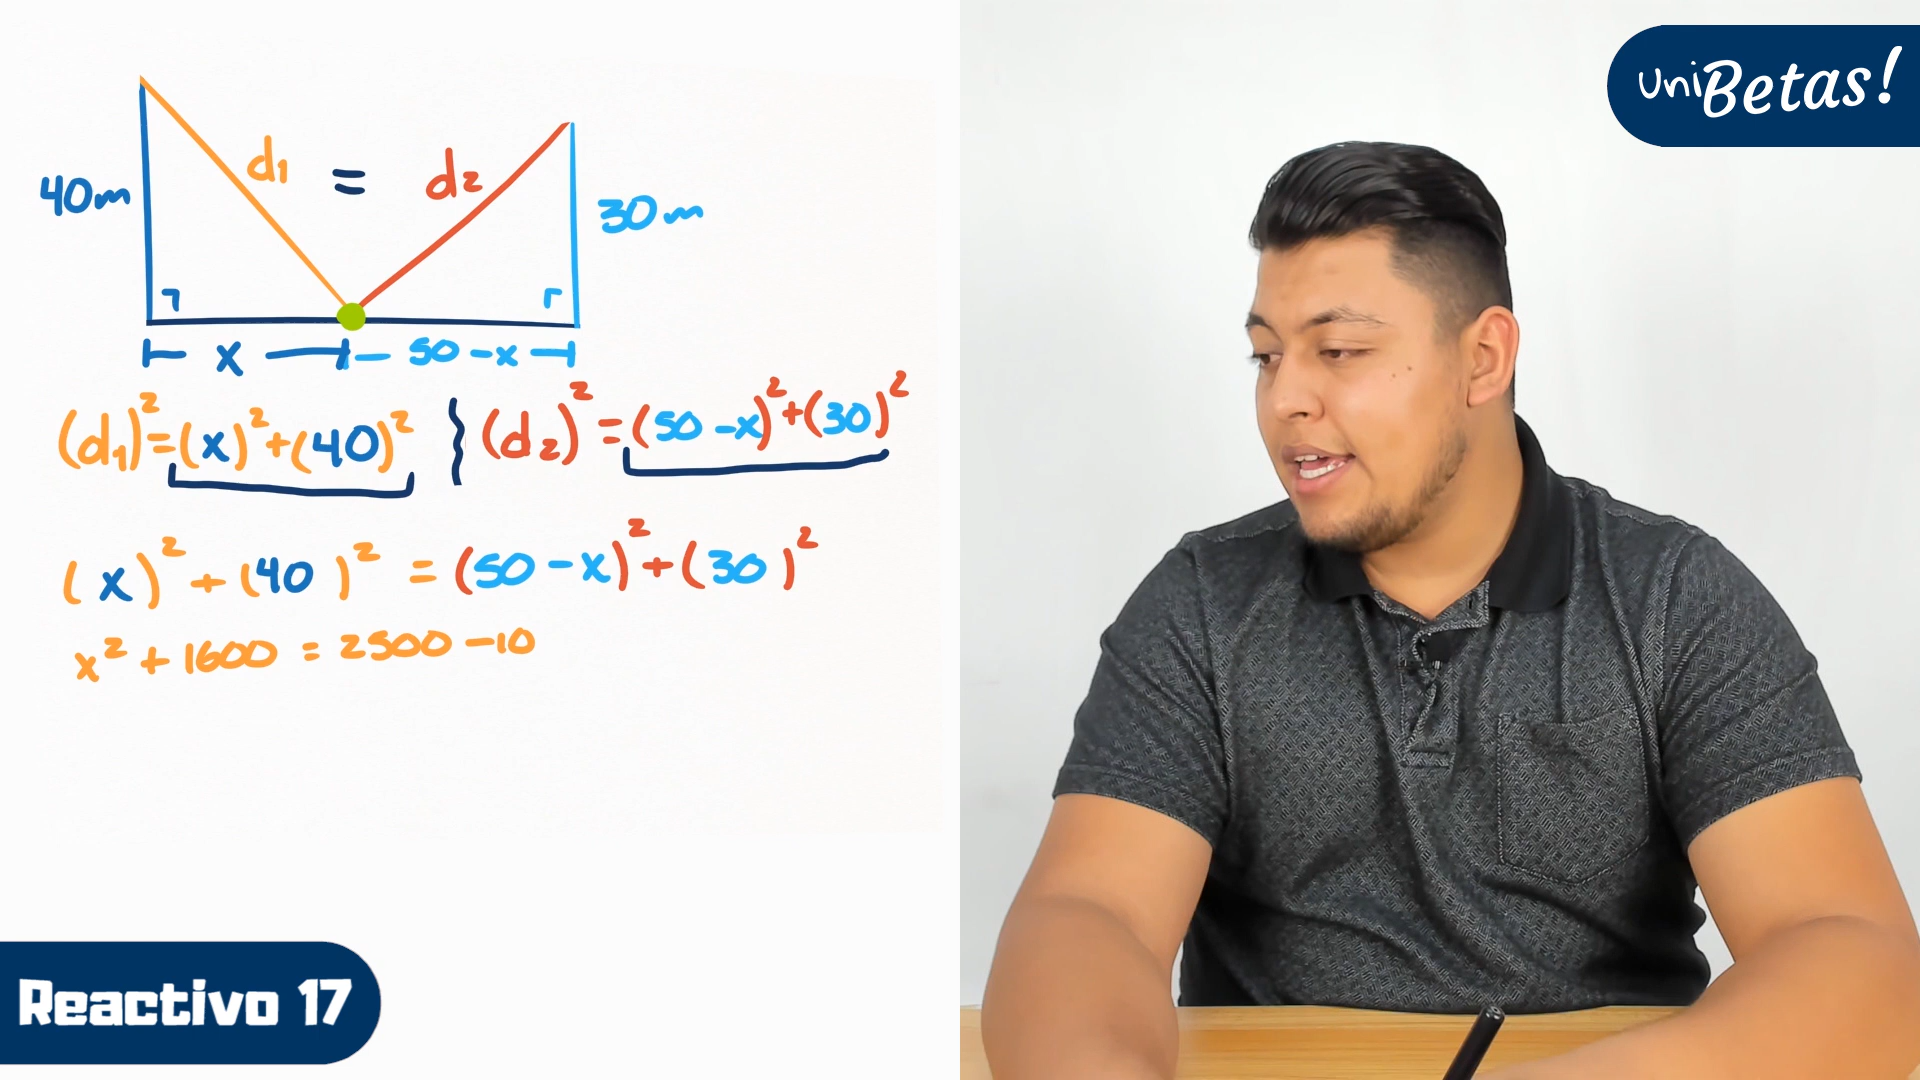 uniBetas!
d1 = d2
40m
30m
x
50-x
(d1)²=(x)²+(40)² (d2)²=(50-x)²+(30)²
(x)²+(40)²=(50-x)²+(30)²
x²+1600=2500-10
Reactivo 17